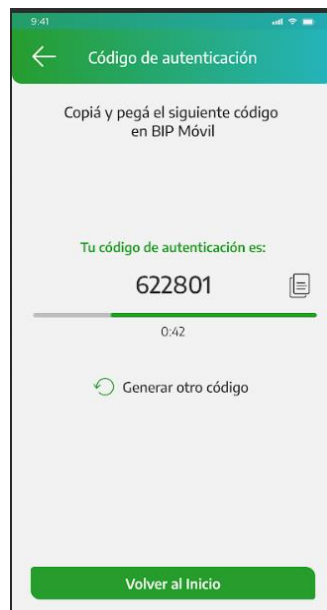 9:41
Código de autenticación
Copiá y pegá el siguiente código
en BIP Móvil
Tu código de autenticación es:
622801
0:42
Generar otro código
Volver al Inicio